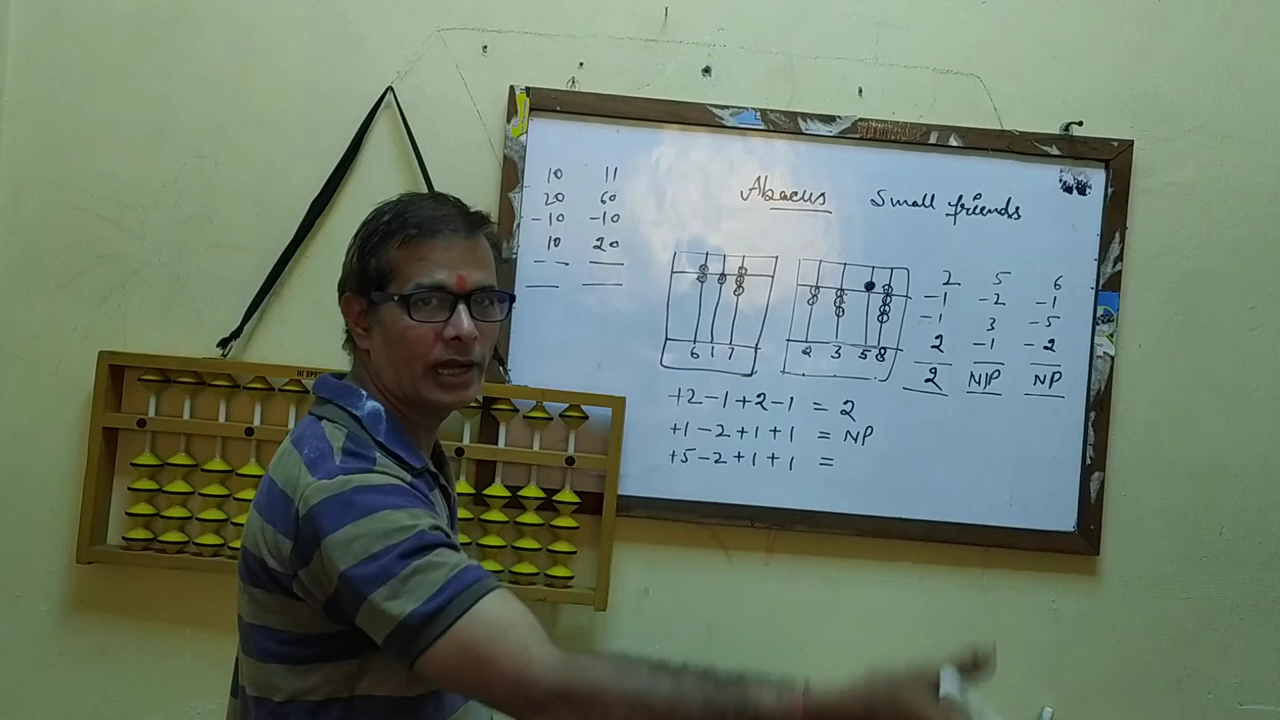 Abacus Small friends
10 11
20 60
-10 -10
10 20
6 1 7
2 3 5 8
2 5 6
-1 -2 -1
-1 3 -5
2 -1 -2
2 NP NP
+2-1+2-1 = 2
+1-2+1+1 = NP
+5-2+1+1 =
HI SPE